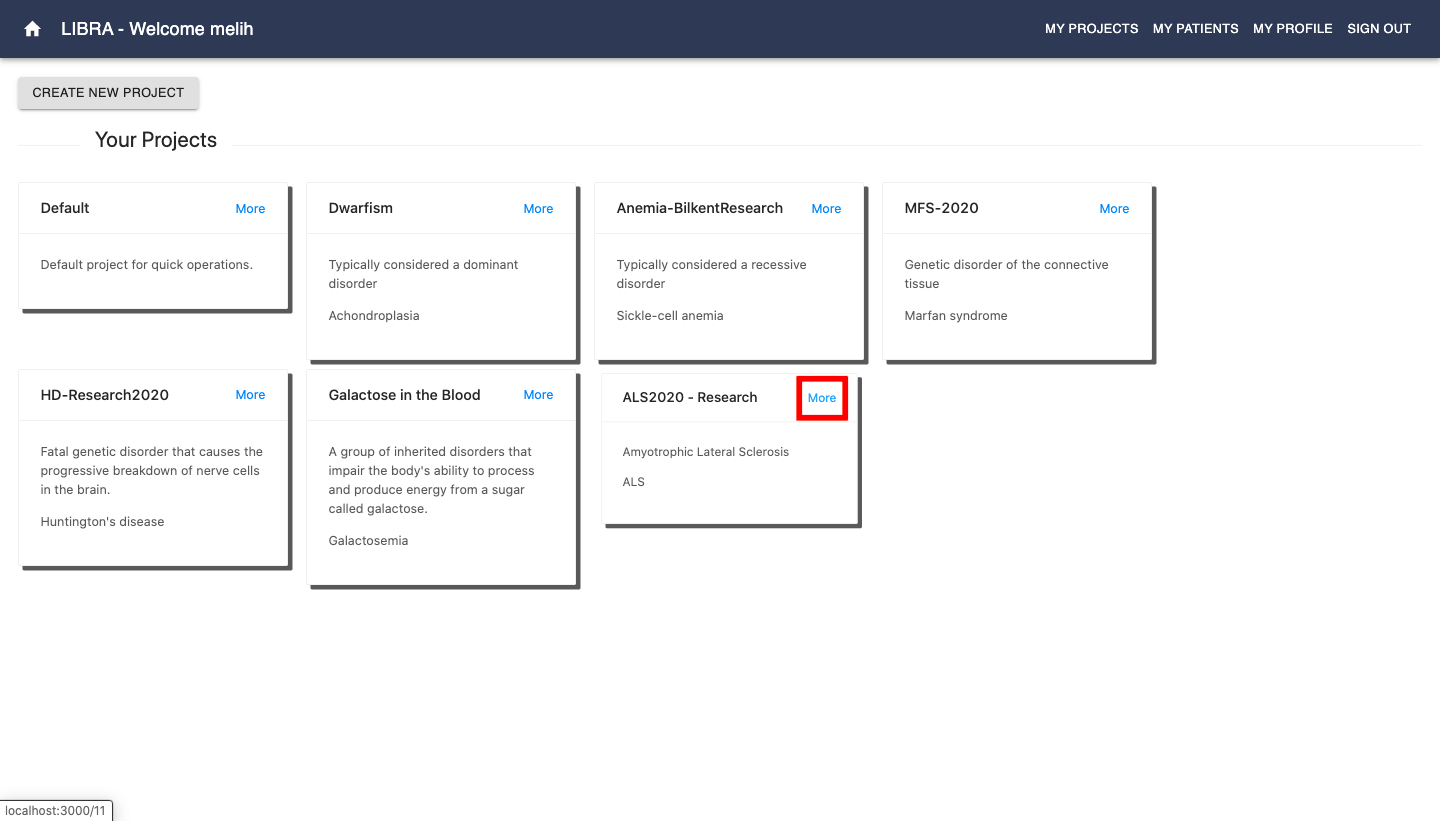 LIBRA - Welcome melih
MY PROJECTS MY PATIENTS MY PROFILE SIGN OUT
CREATE NEW PROJECT
Your Projects
Default More
Default project for quick operations.
Dwarfism More
Typically considered a dominant
disorder
Achondroplasia
Anemia-BilkentResearch More
Typically considered a recessive
disorder
Sickle-cell anemia
MFS-2020 More
Genetic disorder of the connective
tissue
Marfan syndrome
HD-Research2020 More
Fatal genetic disorder that causes the
progressive breakdown of nerve cells
in the brain.
Huntington's disease
Galactose in the Blood More
A group of inherited disorders that
impair the body's ability to process
and produce energy from a sugar
called galactose.
Galactosemia
ALS2020 - Research More
Amyotrophic Lateral Sclerosis
ALS
localhost:3000/11